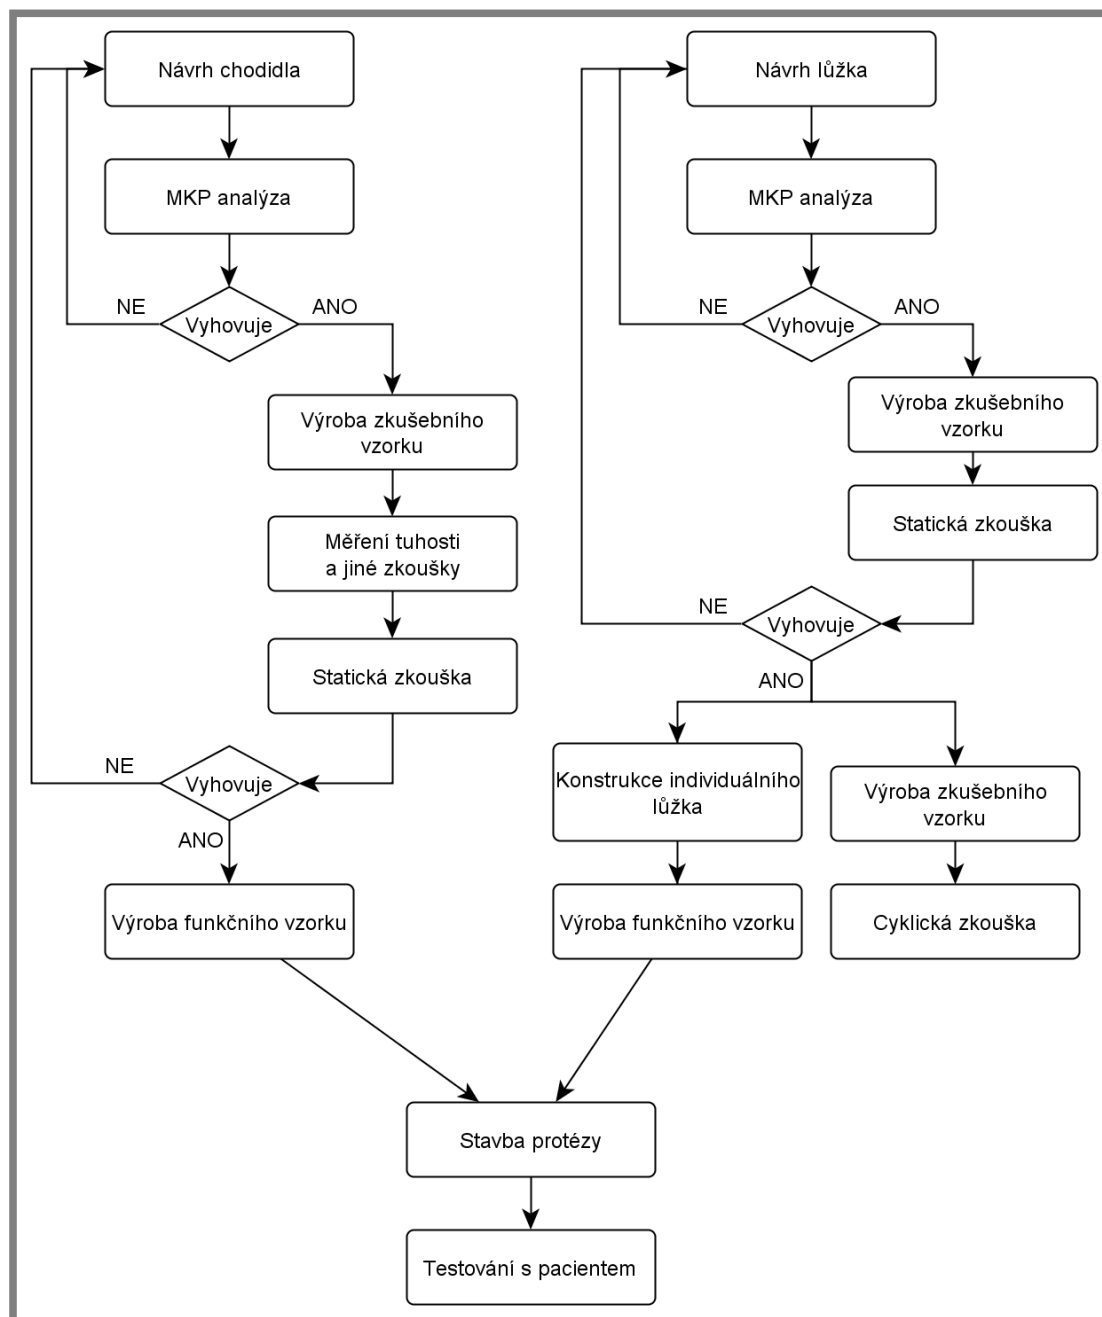 Návrh chodidla
MKP analýza
NE
ANO
Vyhovuje
Výroba zkušebního
vzorku
Měření tuhosti
a jiné zkoušky
Statická zkouška
NE
Vyhovuje
ANO
Výroba funkčního vzorku
Návrh lůžka
MKP analýza
NE
ANO
Vyhovuje
Výroba zkušebního
vzorku
Statická zkouška
NE
Vyhovuje
ANO
Konstrukce individuálního
lůžka
Výroba funkčního vzorku
Výroba zkušebního
vzorku
Cyklická zkouška
Stavba protézy
Testování s pacientem